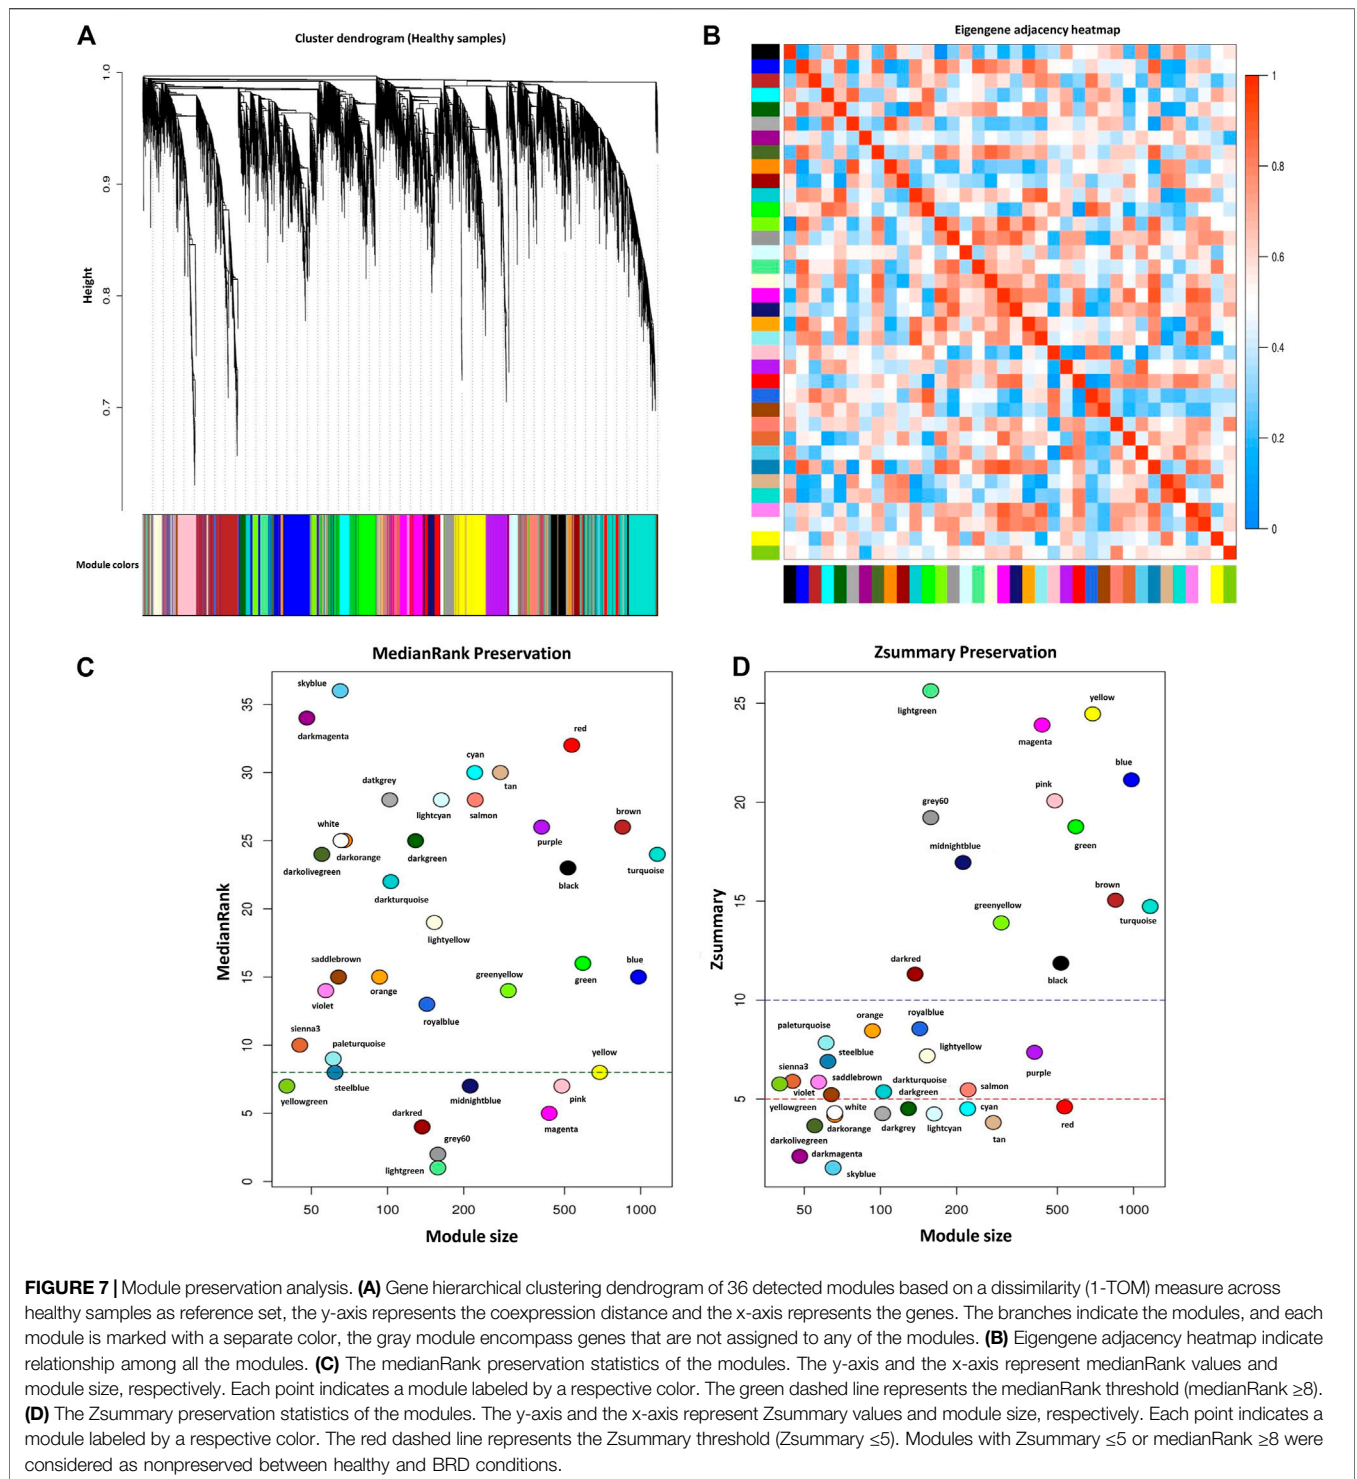 A
Cluster dendrogram (Healthy samples)
Height
1.0
0.9
0.8
0.7
Module colors
B
Eigengene adjacency heatmap
1
0.8
0.6
0.4
0.2
0
C
MedianRank Preservation
MedianRank
35
30
25
20
15
10
5
0
skyblue
darkmagenta
red
cyan
tan
datkgrey
lightcyan
salmon
white
darkorange
darkolivegreen
darkgreen
purple
brown
black
turquoise
darkturquoise
lightyellow
saddlebrown
violet
orange
greenyellow
green
blue
royalblue
sienna3
paleturquoise
steelblue
yellowgreen
midnightblue
pink
yellow
magenta
darkred
grey60
lightgreen
50 100 200 500 1000
Module size
D
Zsummary Preservation
Zsummary
25
20
15
10
5
lightgreen
yellow
magenta
blue
pink
grey60
green
midnightblue
brown
turquoise
greenyellow
darkred
black
orange
royalblue
paleturquoise
steelblue
lightyellow
purple
sienna3
saddlebrown
darkturquoise
salmon
violet
darkgreen
yellowgreen
white
cyan
red
darkorange
darkgrey
lightcyan
tan
darkolivegreen
darkmagenta
skyblue
50 100 200 500 1000
Module size
FIGURE 7 | Module preservation analysis. (A) Gene hierarchical clustering dendrogram of 36 detected modules based on a dissimilarity (1-TOM) measure across
healthy samples as reference set, the y-axis represents the coexpression distance and the x-axis represents the genes. The branches indicate the modules, and each
module is marked with a separate color, the gray module encompass genes that are not assigned to any of the modules. (B) Eigengene adjacency heatmap indicate
relationship among all the modules. (C) The medianRank preservation statistics of the modules. The y-axis and the x-axis represent medianRank values and
module size, respectively. Each point indicates a module labeled by a respective color. The green dashed line represents the medianRank threshold (medianRank ≥8).
(D) The Zsummary preservation statistics of the modules. The y-axis and the x-axis represent Zsummary values and module size, respectively. Each point indicates a
module labeled by a respective color. The red dashed line represents the Zsummary threshold (Zsummary ≤5). Modules with Zsummary ≤5 or medianRank ≥8 were
considered as nonpreserved between healthy and BRD conditions.